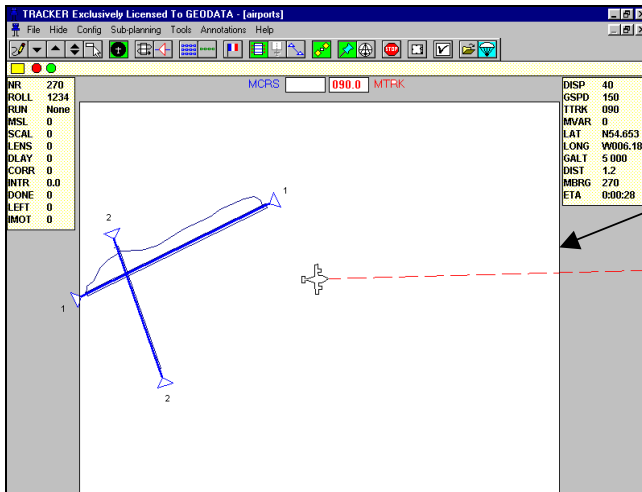 TRACKER Exclusively Licensed To GEODATA - [airports]
File Hide Config Sub-planning Tools Annotations Help
STOP
MCRS 090.0 MTRK
NR 270
ROLL 1234
RUN None
MSL 0
SCAL 0
LENS 0
DLAY 0
CORR 0
INTR 0.0
DONE 0
LEFT 0
IMOT 0
DISP 40
GSPD 150
TTRK 090
MVAR 0
LAT N54.653
LONG W006.18
GALT 5 000
DIST 1.2
MBRG 270
ETA 0:00:28
1
2
1
2